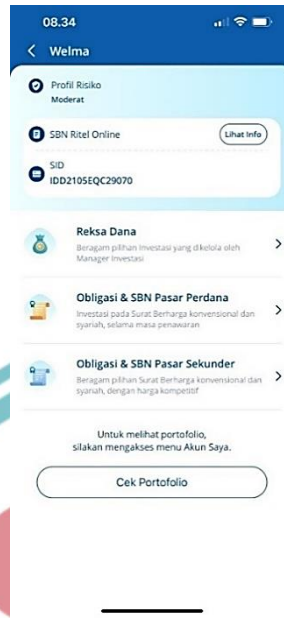 08.34
Welma
Profil Risiko
Moderat
SBN Ritel Online
Lihat Info
SID
IDD2105EQC29070
Reksa Dana
Beragam pilihan Investasi yang dikelola oleh
Manager Investasi
Obligasi & SBN Pasar Perdana
Investasi pada Surat Berharga konvensional dan
syariah, selama masa penawaran
Obligasi & SBN Pasar Sekunder
Beragam pilihan Surat Berharga konvensional dan
syariah, dengan harga kompetitif
Untuk melihat portofolio,
silakan mengakses menu Akun Saya.
Cek Portofolio